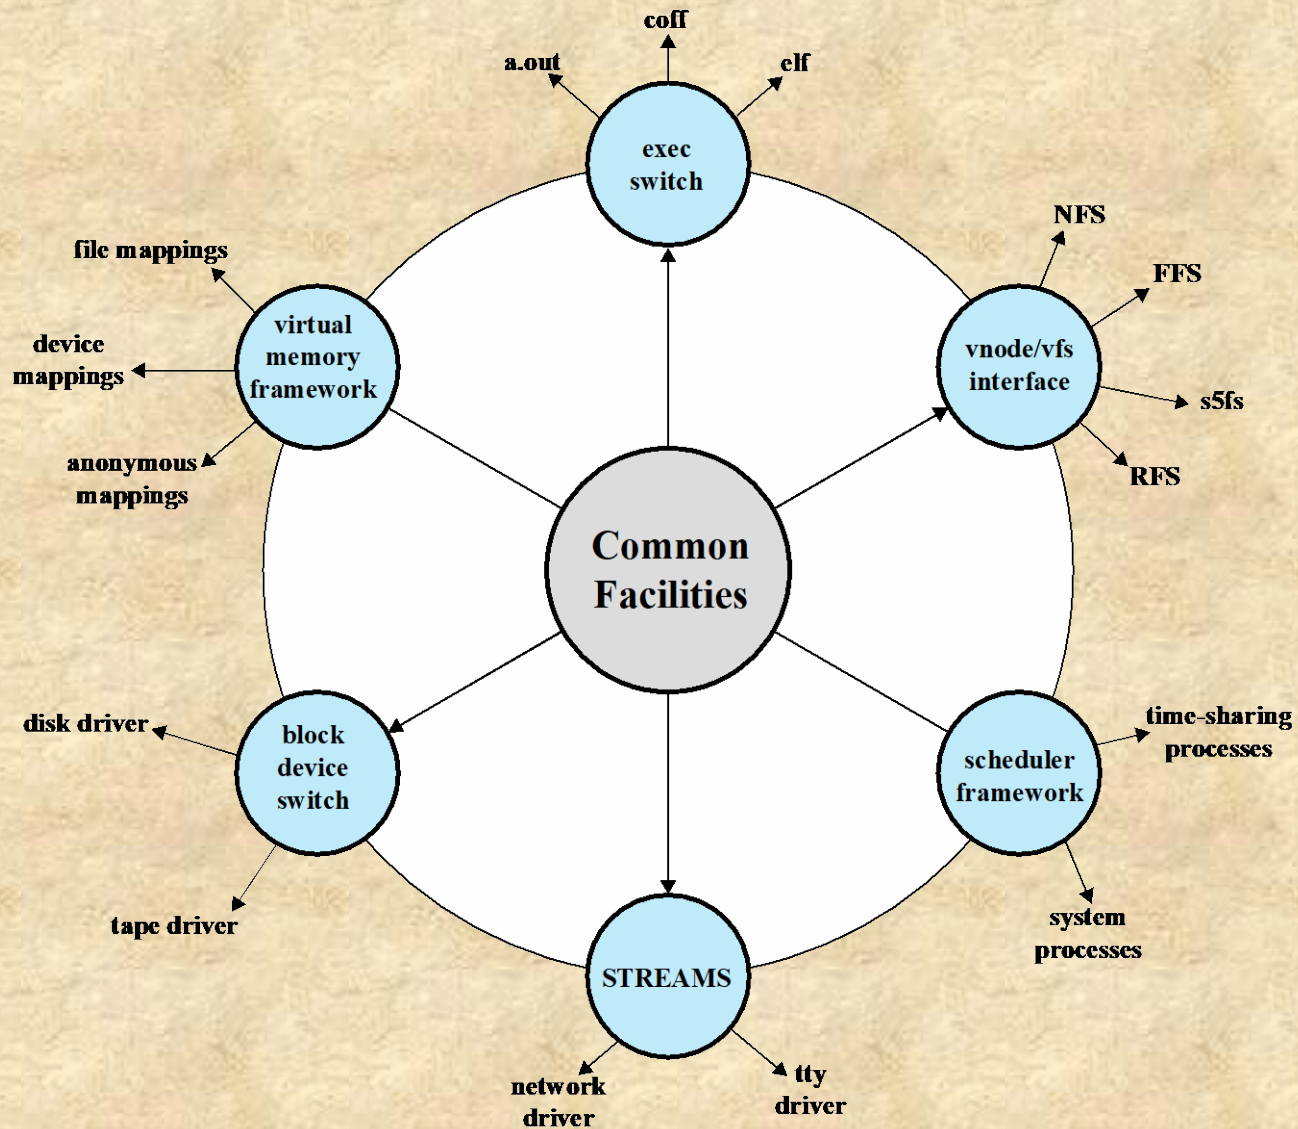 coff
a.out
elf
exec
switch
NFS
FFS
vnode/vfs
interface
s5fs
RFS
file mappings
virtual
memory
framework
device
mappings
anonymous
mappings
Common
Facilities
disk driver
block
device
switch
tape driver
time-sharing
processes
scheduler
framework
system
processes
STREAMS
network
driver
tty
driver